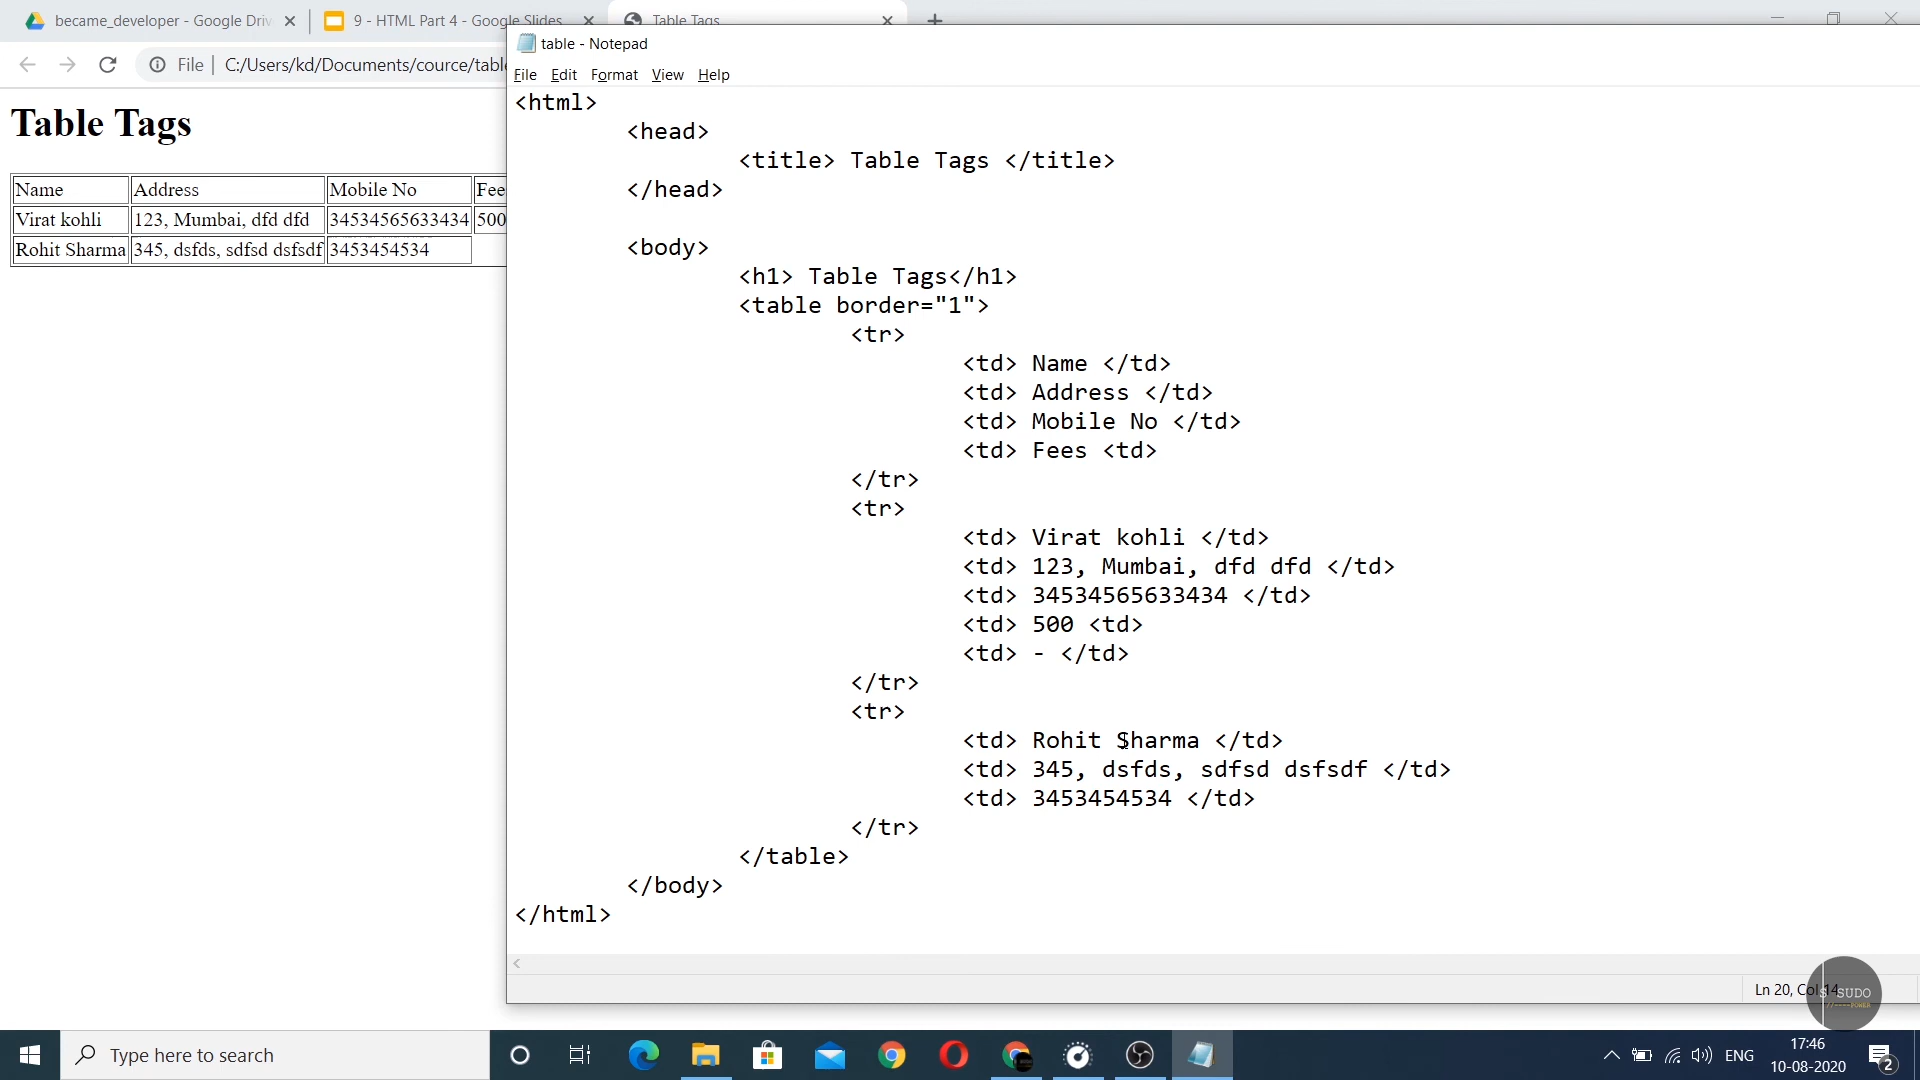 became_developer - Google Driv
9 - HTML Part 4 - Google Slides
Table Tags
File
C:/Users/kd/Documents/cource/table
Table Tags
Name Address Mobile No Fee
Virat kohli 123, Mumbai, dfd dfd 34534565633434 500
Rohit Sharma 345, dsfds, sdfsd dsfsdf 3453454534
table - Notepad
File Edit Format View Help
<html>
<head>
<title> Table Tags </title>
</head>
<body>
<h1> Table Tags</h1>
<table border="1">
<tr>
<td> Name </td>
<td> Address </td>
<td> Mobile No </td>
<td> Fees <td>
</tr>
<tr>
<td> Virat kohli </td>
<td> 123, Mumbai, dfd dfd </td>
<td> 34534565633434 </td>
<td> 500 <td>
<td> - </td>
</tr>
<tr>
<td> Rohit Sharma </td>
<td> 345, dsfds, sdfsd dsfsdf </td>
<td> 3453454534 </td>
</tr>
</table>
</body>
</html>
Ln 20, Col 14
$ SUDO
Type here to search
ENG
17:46
10-08-2020
2